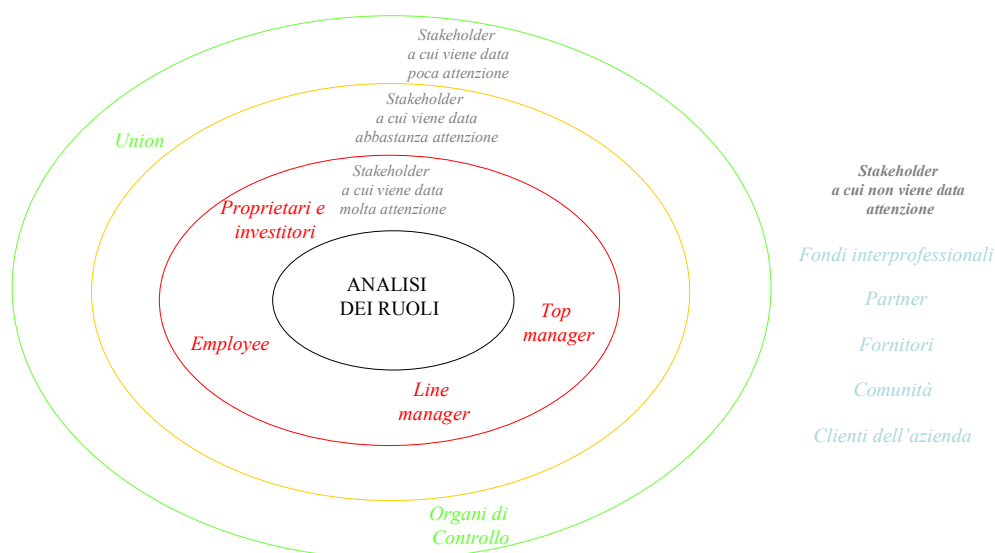 Stakeholder
a cui viene data
poca attenzione
Stakeholder
a cui viene data
abbastanza attenzione
Union
Stakeholder
a cui viene data
molta attenzione
Proprietari e
investitori
ANALISI
DEI RUOLI
Top
manager
Employee
Line
manager
Organi di
Controllo
Stakeholder
a cui non viene data
attenzione
Fondi interprofessionali
Partner
Fornitori
Comunità
Clienti dell’azienda